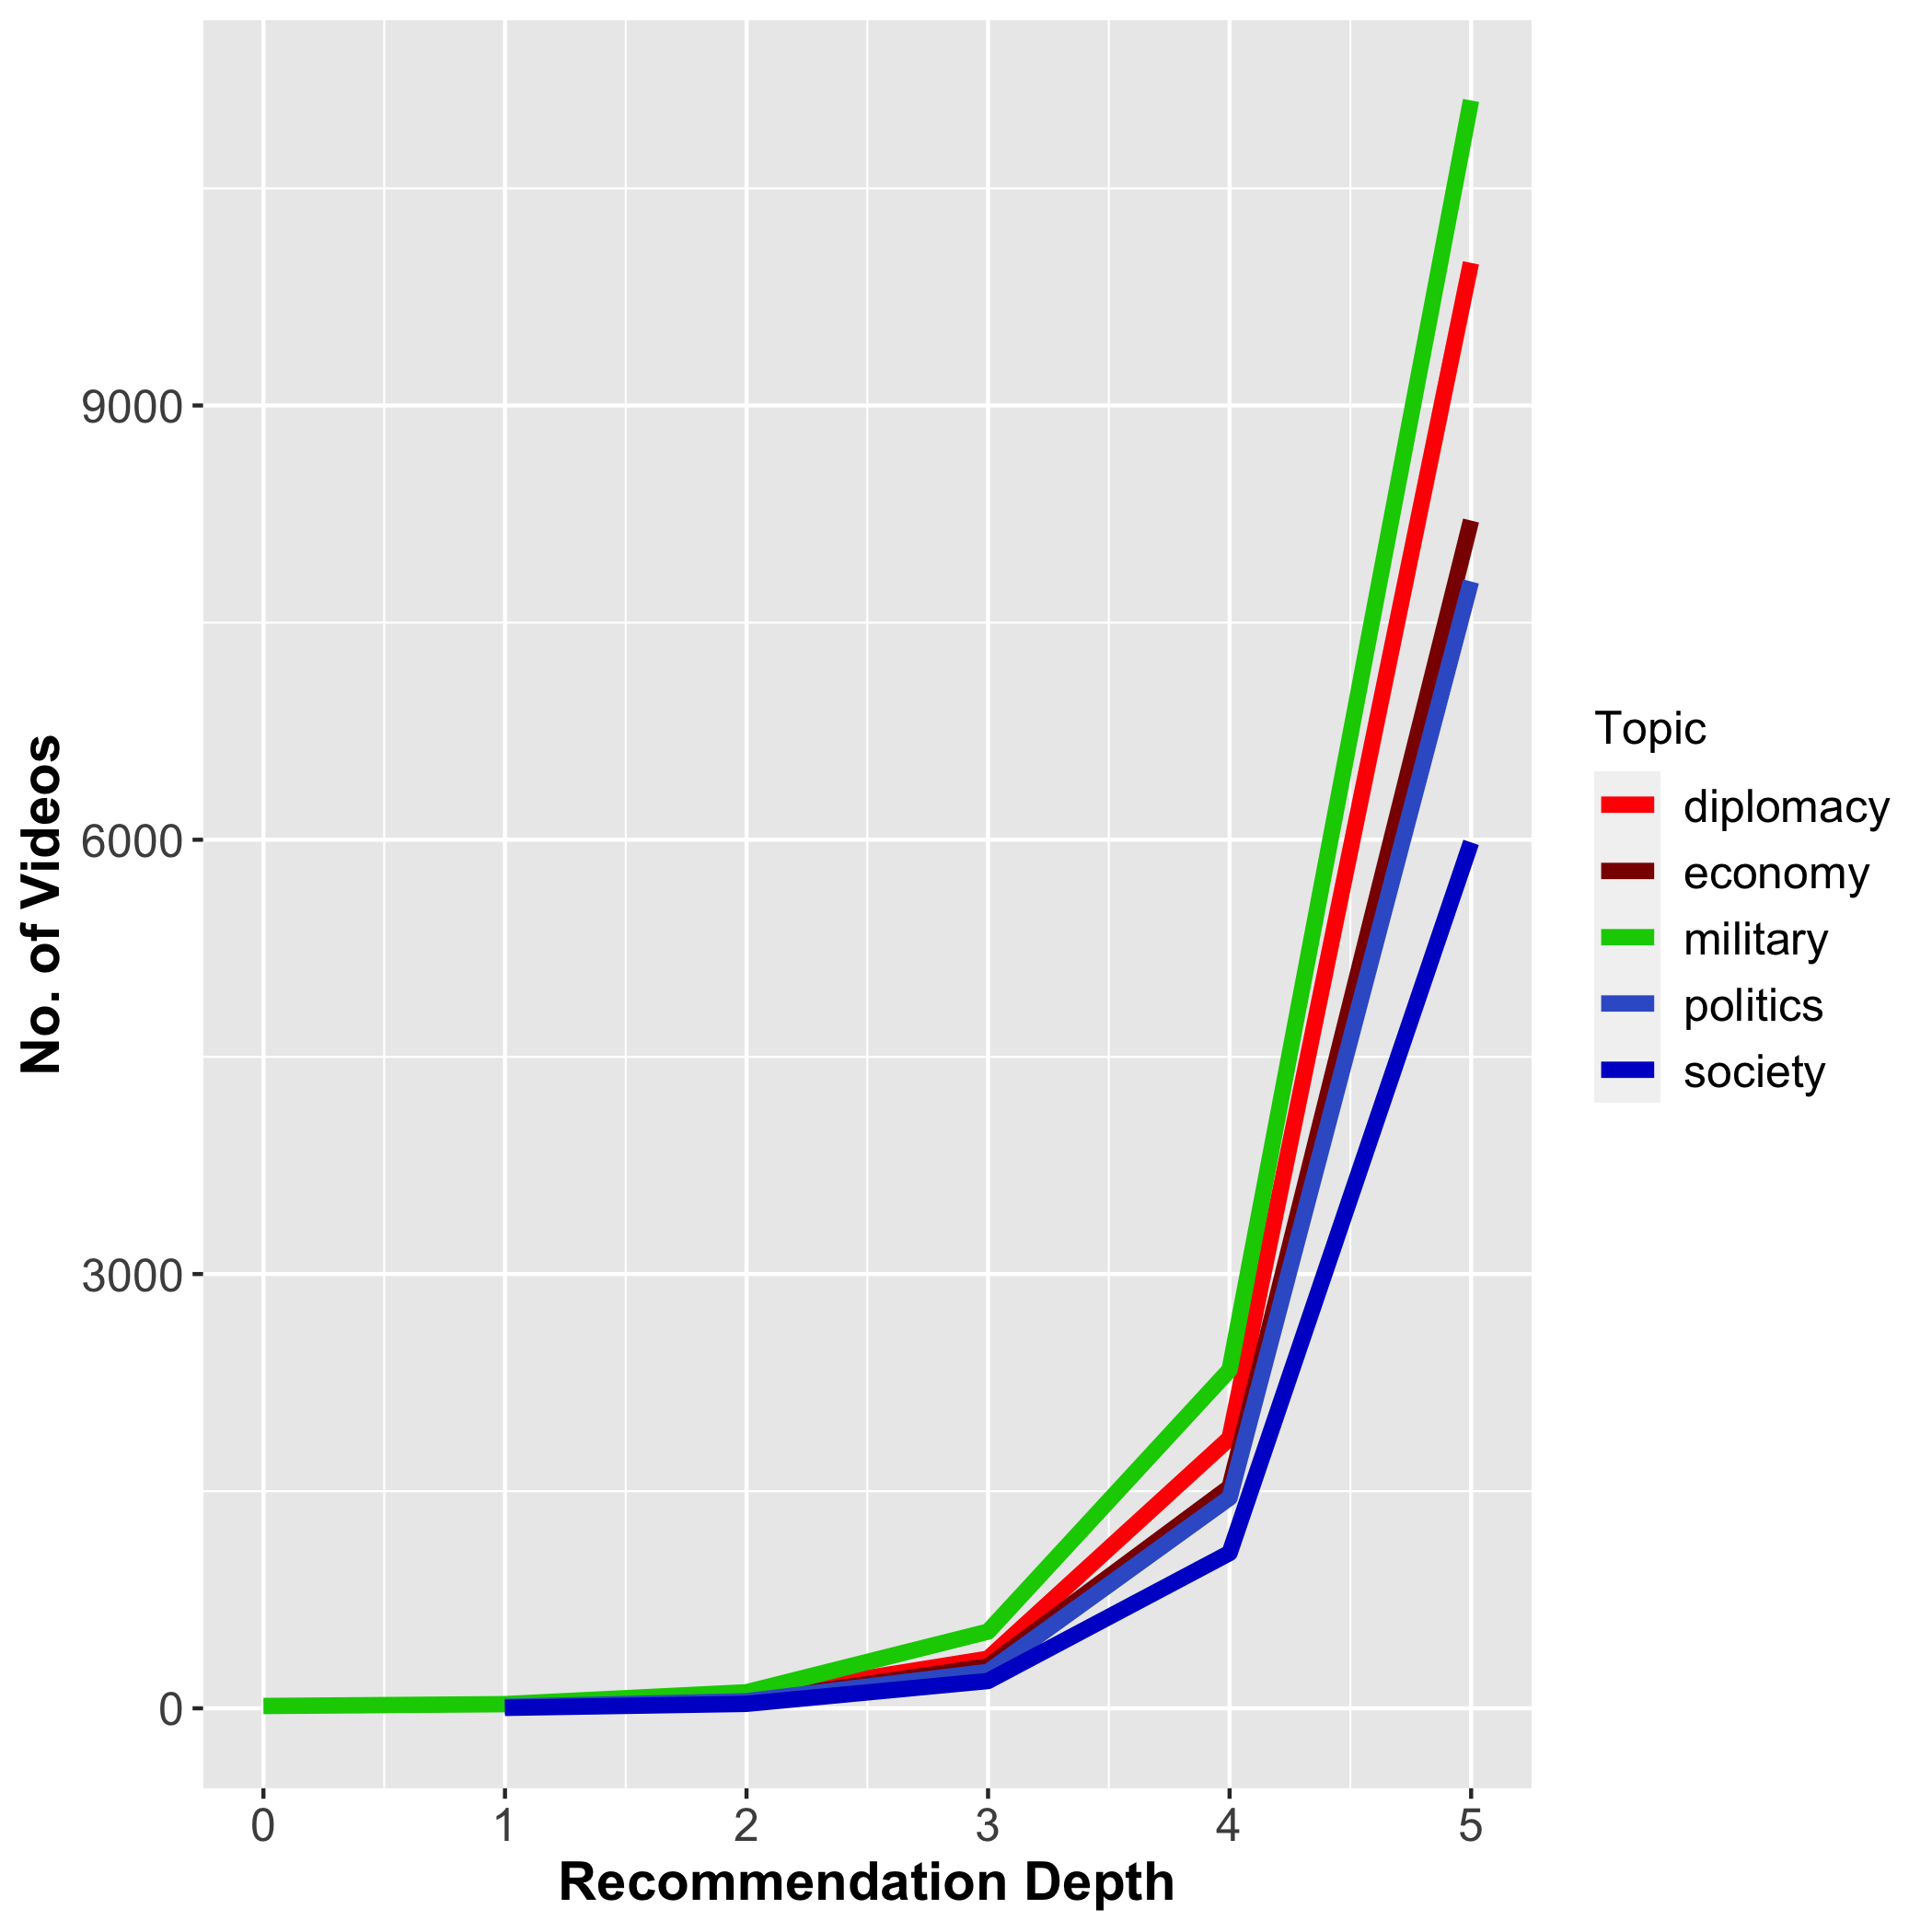 No. of Videos
9000
6000
3000
0
0 1 2 3 4 5
Recommendation Depth
Topic
diplomacy
economy
military
politics
society